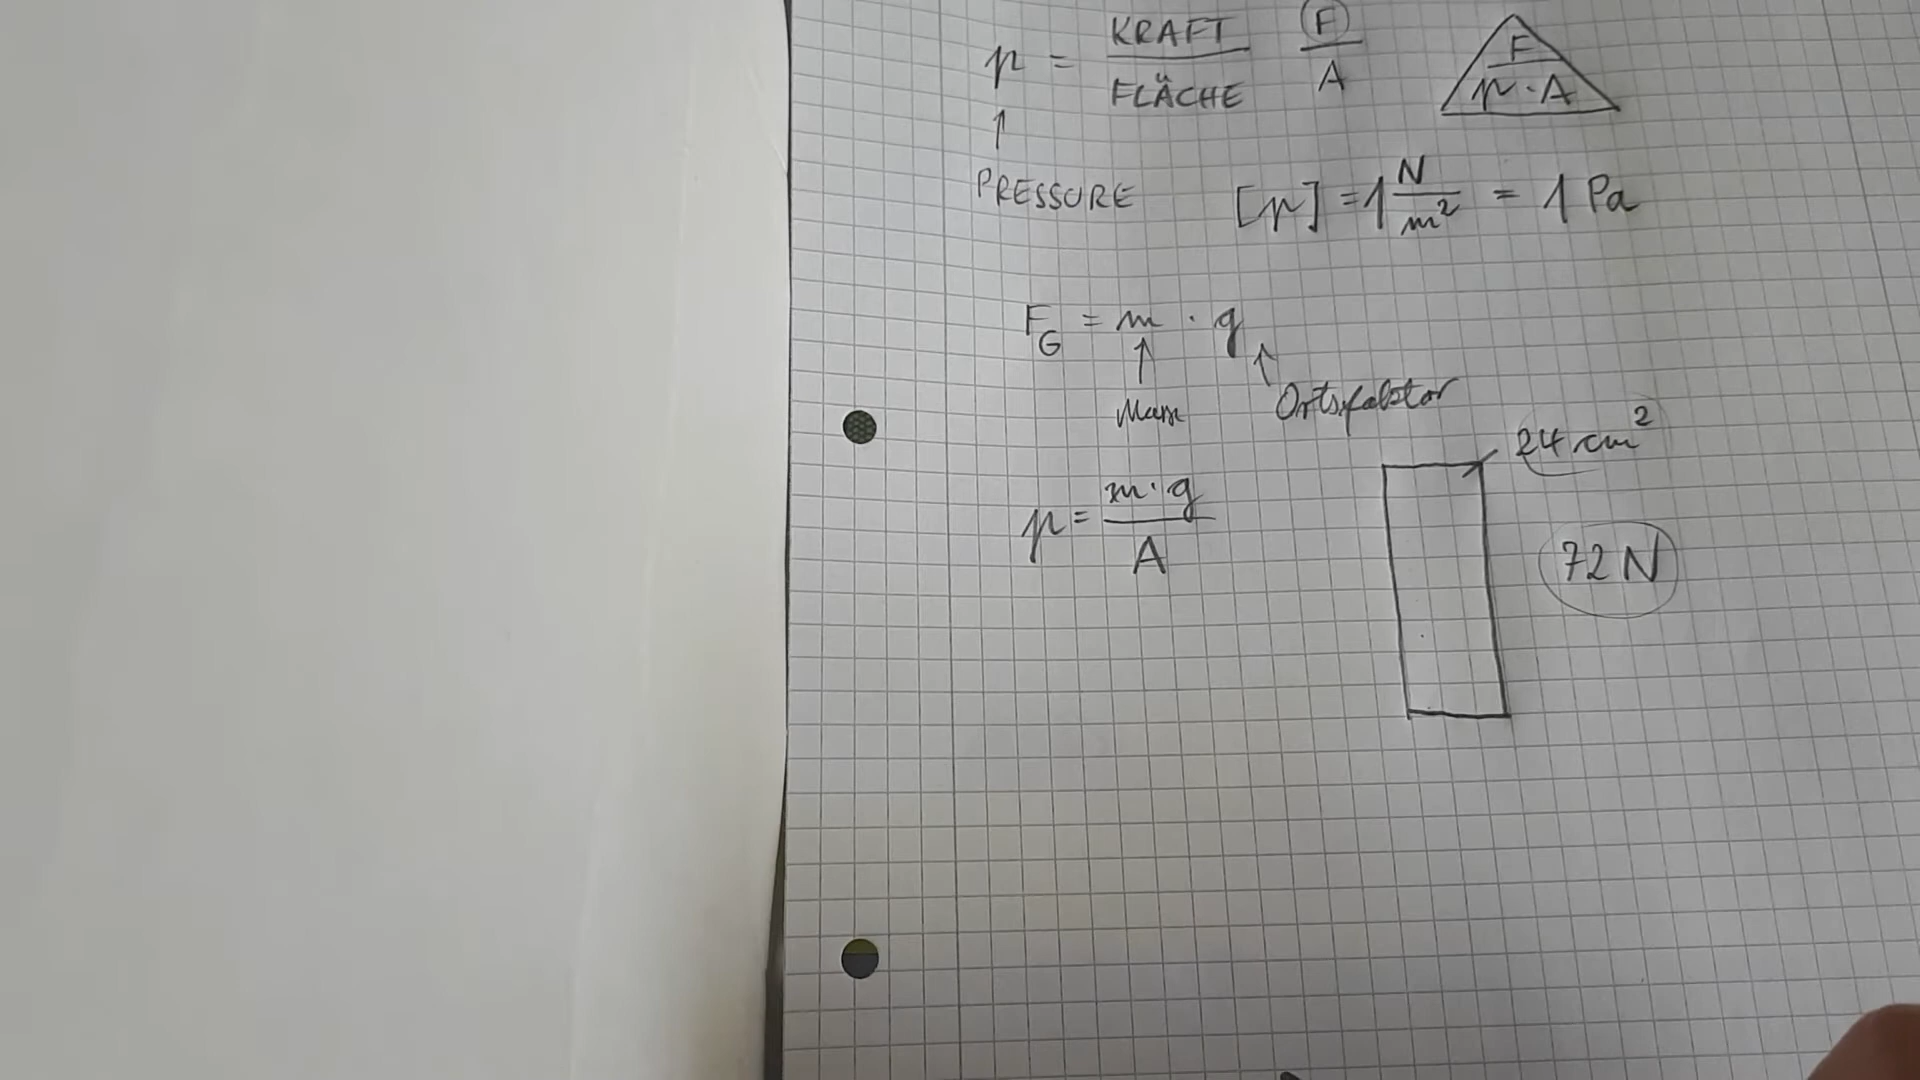 p = KRAFT / FLÄCHE F / A
F / p · A
↑
PRESSURE [p] = 1 N/m² = 1 Pa
F_G = m · g
↑ ↑
Masse Ortsfaktor
24 cm²
p = m · g / A
72 N